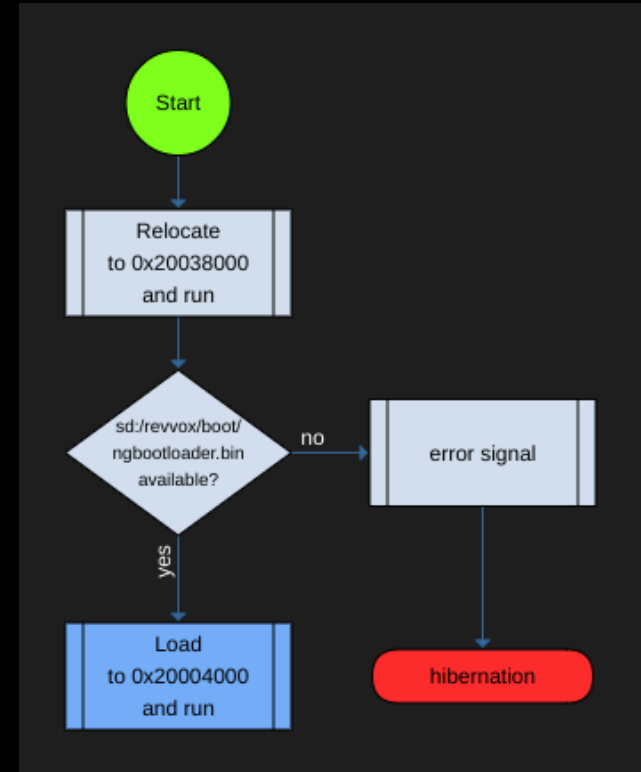 Start
Relocate
to 0x20038000
and run
sd:/revvox/boot/
ngbootloader.bin
available?
no
error signal
yes
Load
to 0x20004000
and run
hibernation